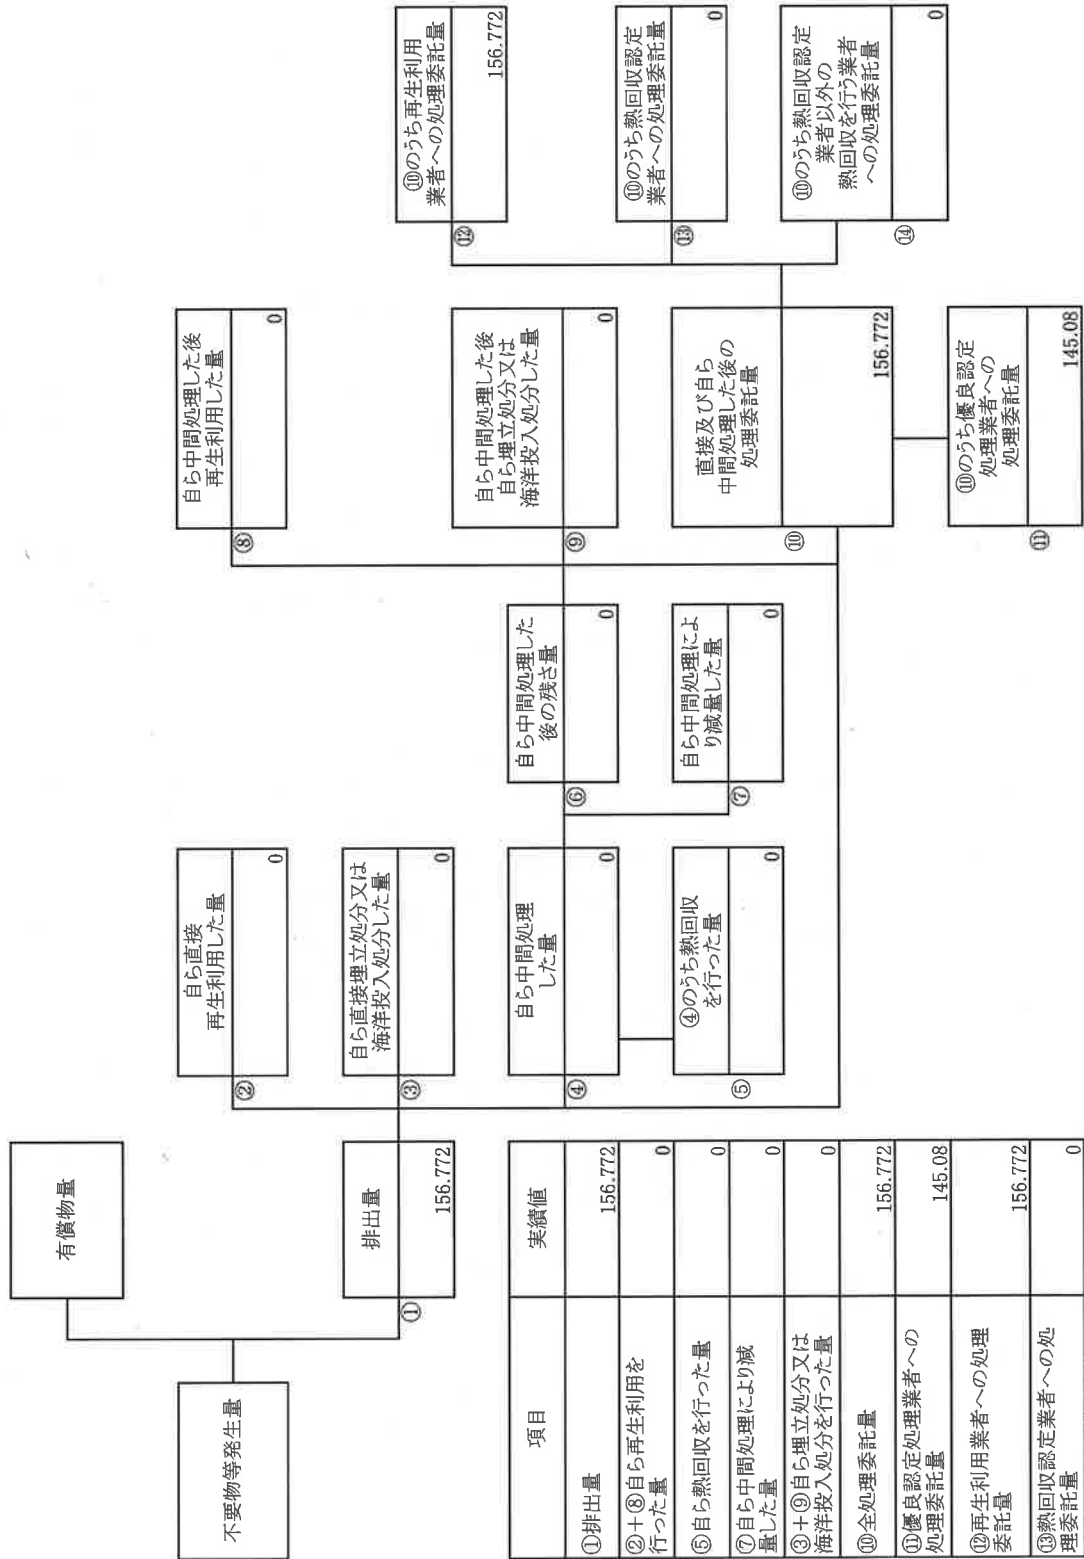 不要物等発生量
有償物量
排出量
①
156.772
自ら直接
再生利用した量
②
0
自ら直接埋立処分又は
海洋投入処分した量
③
0
自ら中間処理
した量
④
0
④のうち熱回収
を行った量
⑤
0
自ら中間処理した
後の残さ量
⑥
0
自ら中間処理によ
り減量した量
⑦
0
自ら中間処理した後
再生利用した量
⑧
0
自ら中間処理した後
自ら埋立処分又は
海洋投入処分した量
⑨
0
直接及び自ら
中間処理した後の
処理委託量
⑩
156.772
⑩のうち優良認定
処理業者への
処理委託量
⑪
145.08
⑩のうち再生利用
業者への処理委託量
⑫
156.772
⑩のうち熱回収認定
業者への処理委託量
⑬
0
⑩のうち熱回収認定
業者以外の
熱回収を行う業者
への処理委託量
⑭
0
項目 実績値
①排出量 156.772
②+⑧自ら再生利用を
行った量 0
⑤自ら熱回収を行った量 0
⑦自ら中間処理により減
量した量 0
③+⑨自ら埋立処分又は
海洋投入処分を行った量 0
⑩全処理委託量 156.772
⑪優良認定処理業者への
処理委託量 145.08
⑫再生利用業者への処理
委託量 156.772
⑬熱回収認定業者への処
理委託量 0